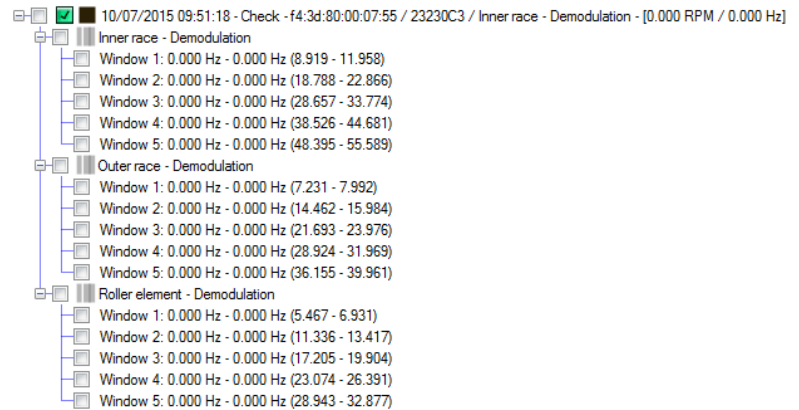 10/07/2015 09:51:18 - Check - f4:3d:80:00:07:55 / 23230C3 / Inner race - Demodulation - [0.000 RPM / 0.000 Hz]
Inner race - Demodulation
Window 1: 0.000 Hz - 0.000 Hz (8.919 - 11.958)
Window 2: 0.000 Hz - 0.000 Hz (18.788 - 22.866)
Window 3: 0.000 Hz - 0.000 Hz (28.657 - 33.774)
Window 4: 0.000 Hz - 0.000 Hz (38.526 - 44.681)
Window 5: 0.000 Hz - 0.000 Hz (48.395 - 55.589)
Outer race - Demodulation
Window 1: 0.000 Hz - 0.000 Hz (7.231 - 7.992)
Window 2: 0.000 Hz - 0.000 Hz (14.462 - 15.984)
Window 3: 0.000 Hz - 0.000 Hz (21.693 - 23.976)
Window 4: 0.000 Hz - 0.000 Hz (28.924 - 31.969)
Window 5: 0.000 Hz - 0.000 Hz (36.155 - 39.961)
Roller element - Demodulation
Window 1: 0.000 Hz - 0.000 Hz (5.467 - 6.931)
Window 2: 0.000 Hz - 0.000 Hz (11.336 - 13.417)
Window 3: 0.000 Hz - 0.000 Hz (17.205 - 19.904)
Window 4: 0.000 Hz - 0.000 Hz (23.074 - 26.391)
Window 5: 0.000 Hz - 0.000 Hz (28.943 - 32.877)